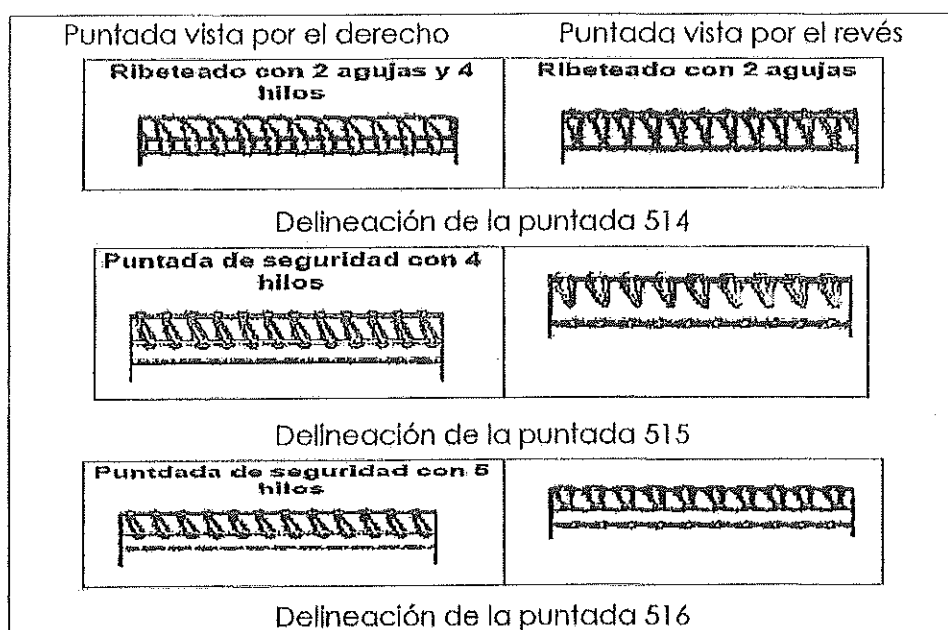 Puntada vista por el derecho
Puntada vista por el revés
Ribeteado con 2 agujas y 4
hilos
Ribeteado con 2 agujas
Delineación de la puntada 514
Puntada de seguridad con 4
hilos
Delineación de la puntada 515
Puntdada de seguridad con 5
hilos
Delineación de la puntada 516